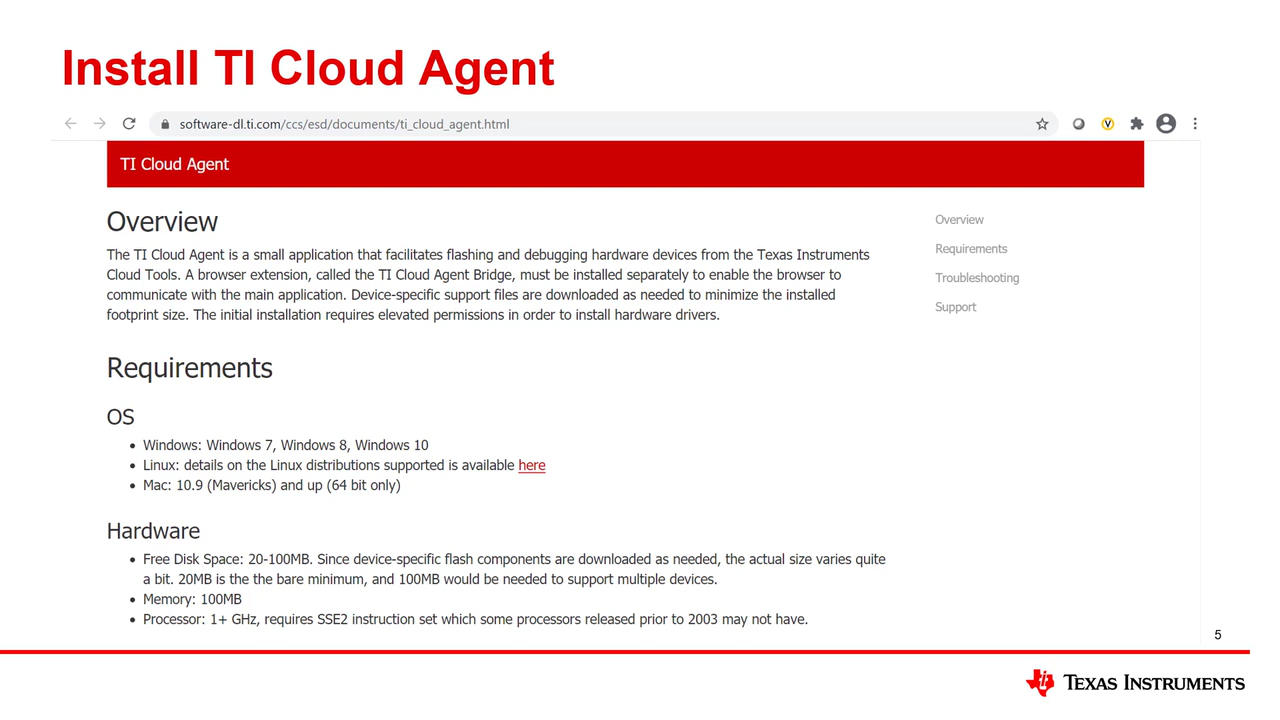 Install TI Cloud Agent
software-dl.ti.com/ccs/esd/documents/ti_cloud_agent.html
V
TI Cloud Agent
Overview
The TI Cloud Agent is a small application that facilitates flashing and debugging hardware devices from the Texas Instruments
Cloud Tools. A browser extension, called the TI Cloud Agent Bridge, must be installed separately to enable the browser to
communicate with the main application. Device-specific support files are downloaded as needed to minimize the installed
footprint size. The initial installation requires elevated permissions in order to install hardware drivers.
Overview
Requirements
Troubleshooting
Support
Requirements
OS
• Windows: Windows 7, Windows 8, Windows 10
• Linux: details on the Linux distributions supported is available here
• Mac: 10.9 (Mavericks) and up (64 bit only)
Hardware
• Free Disk Space: 20-100MB. Since device-specific flash components are downloaded as needed, the actual size varies quite
a bit. 20MB is the the bare minimum, and 100MB would be needed to support multiple devices.
• Memory: 100MB
• Processor: 1+ GHz, requires SSE2 instruction set which some processors released prior to 2003 may not have.
5
TEXAS INSTRUMENTS